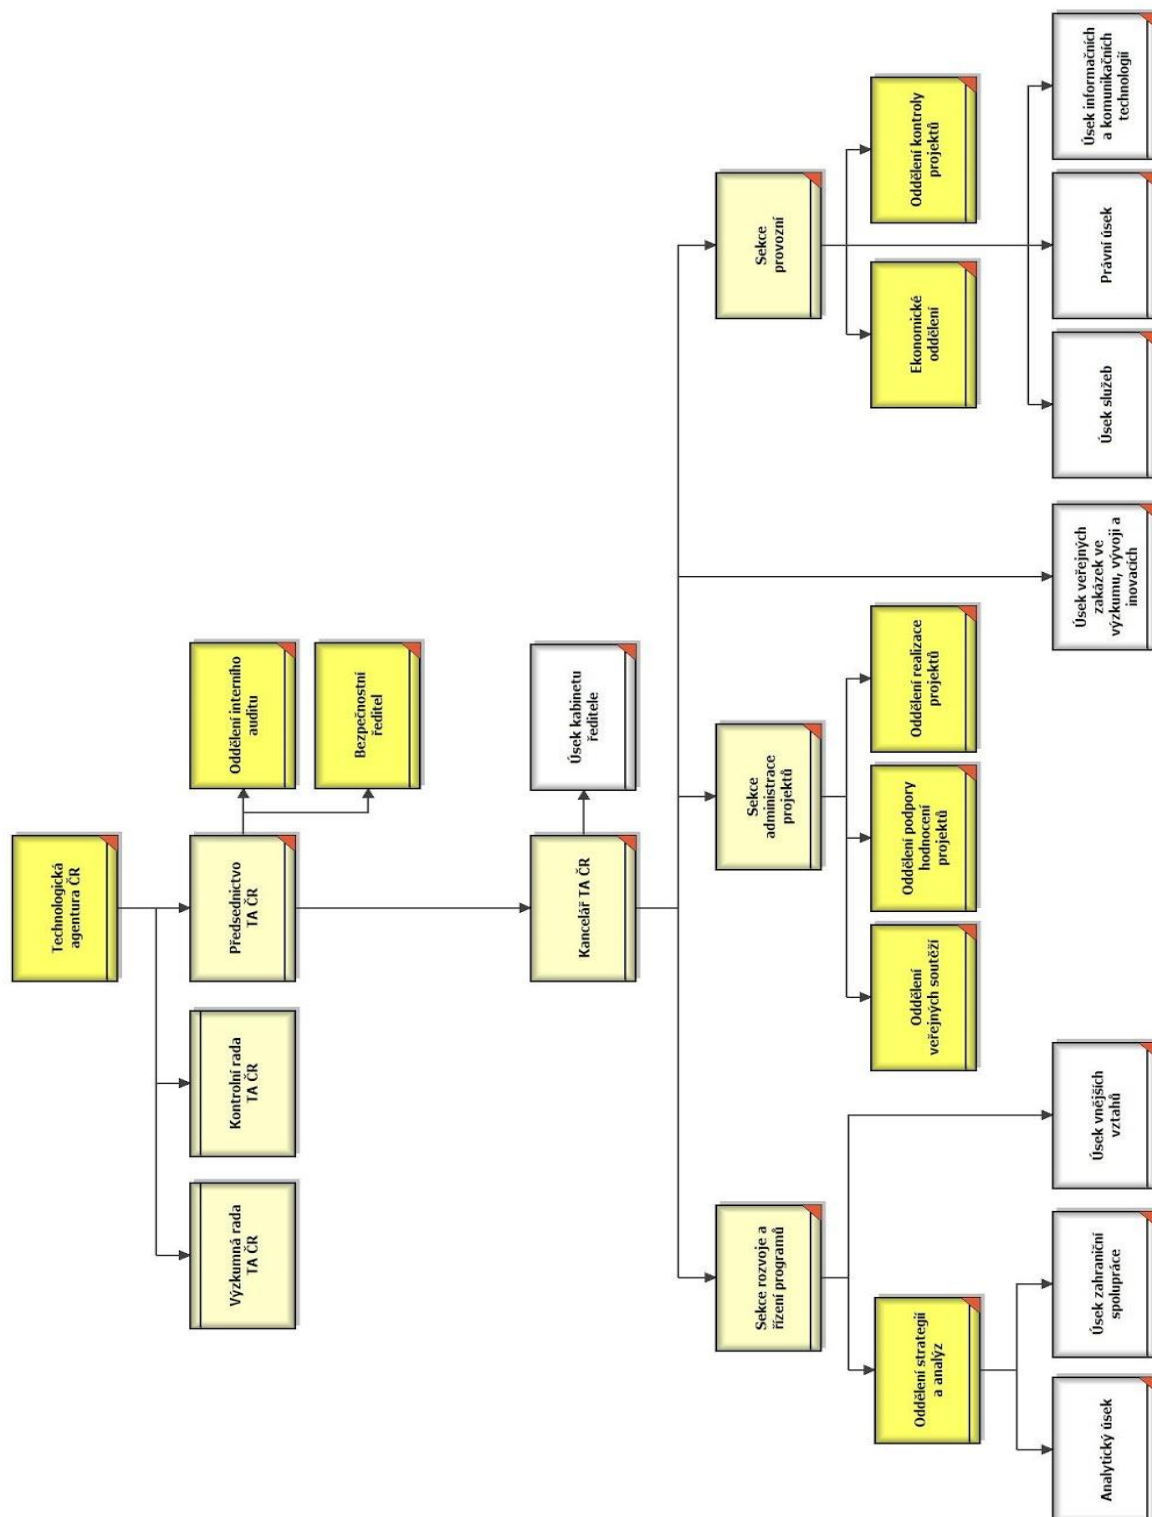 Technologická
agentura ČR
Výzkumná rada
TA ČR
Kontrolní rada
TA ČR
Předsednictvo
TA ČR
Oddělení interního
auditu
Bezpečnostní
ředitel
Kancelář TA ČR
Úsek kabinetu
ředitele
Sekce rozvoje a
řízení programů
Sekce
administrace
projektů
Sekce
provozní
Oddělení strategií
a analýz
Oddělení
veřejných soutěží
Oddělení podpory
hodnocení
projektů
Oddělení realizace
projektů
Ekonomické
oddělení
Oddělení kontroly
projektů
Analytický úsek
Úsek zahraniční
spolupráce
Úsek vnějších
vztahů
Úsek veřejných
zakázek ve
výzkumu, vývoji a
inovacích
Úsek služeb
Právní úsek
Úsek informačních
a komunikačních
technologií